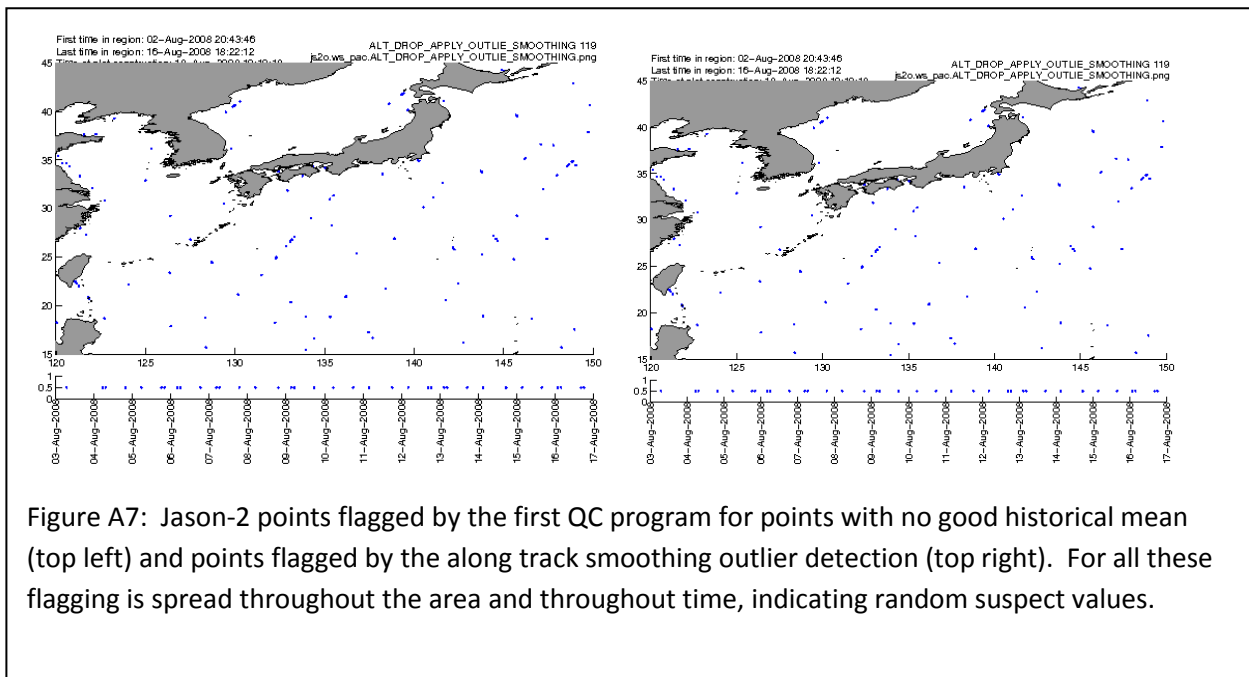 First time in region: 02-Aug-2008 20:43:46
Last time in region: 16-Aug-2008 18:22:12
ALT_DROP_APPLY_OUTLIE_SMOOTHING 119
js2o.ws_pac.ALT_DROP_APPLY_OUTLIE_SMOOTHING.png
45
40
35
30
25
20
15
120 125 130 135 140 145 150
1
0.5
0
03-Aug-2008
04-Aug-2008
05-Aug-2008
06-Aug-2008
07-Aug-2008
08-Aug-2008
09-Aug-2008
10-Aug-2008
11-Aug-2008
12-Aug-2008
13-Aug-2008
14-Aug-2008
15-Aug-2008
16-Aug-2008
17-Aug-2008
First time in region: 02-Aug-2008 20:43:46
Last time in region: 16-Aug-2008 18:22:12
ALT_DROP_APPLY_OUTLIE_SMOOTHING 119
js2o.ws_pac.ALT_DROP_APPLY_OUTLIE_SMOOTHING.png
45
40
35
30
25
20
15
120 125 130 135 140 145 150
1
0.5
0
03-Aug-2008
04-Aug-2008
05-Aug-2008
06-Aug-2008
07-Aug-2008
08-Aug-2008
09-Aug-2008
10-Aug-2008
11-Aug-2008
12-Aug-2008
13-Aug-2008
14-Aug-2008
15-Aug-2008
16-Aug-2008
17-Aug-2008
Figure A7: Jason-2 points flagged by the first QC program for points with no good historical mean
(top left) and points flagged by the along track smoothing outlier detection (top right). For all these
flagging is spread throughout the area and throughout time, indicating random suspect values.